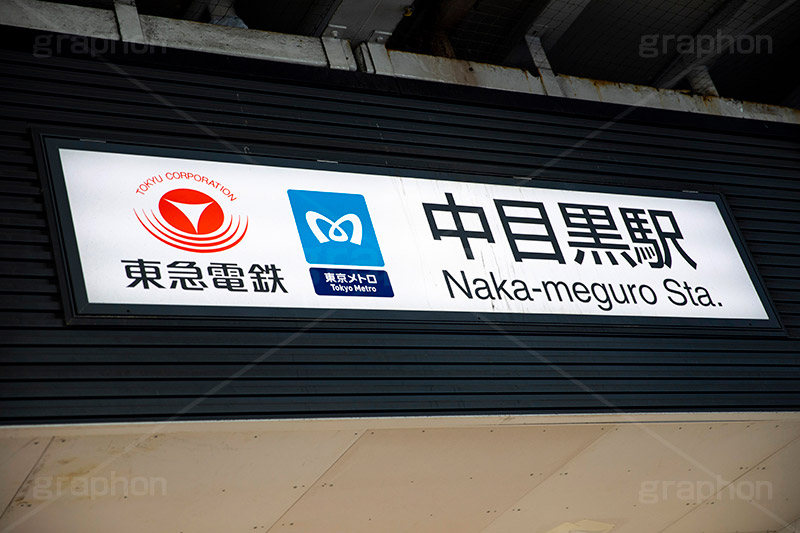 graphon
graphon
TOKYU CORPORATION
東急電鉄
東京メトロ
Tokyo Metro
中目黒駅
Naka-meguro Sta.
graphon
graphon